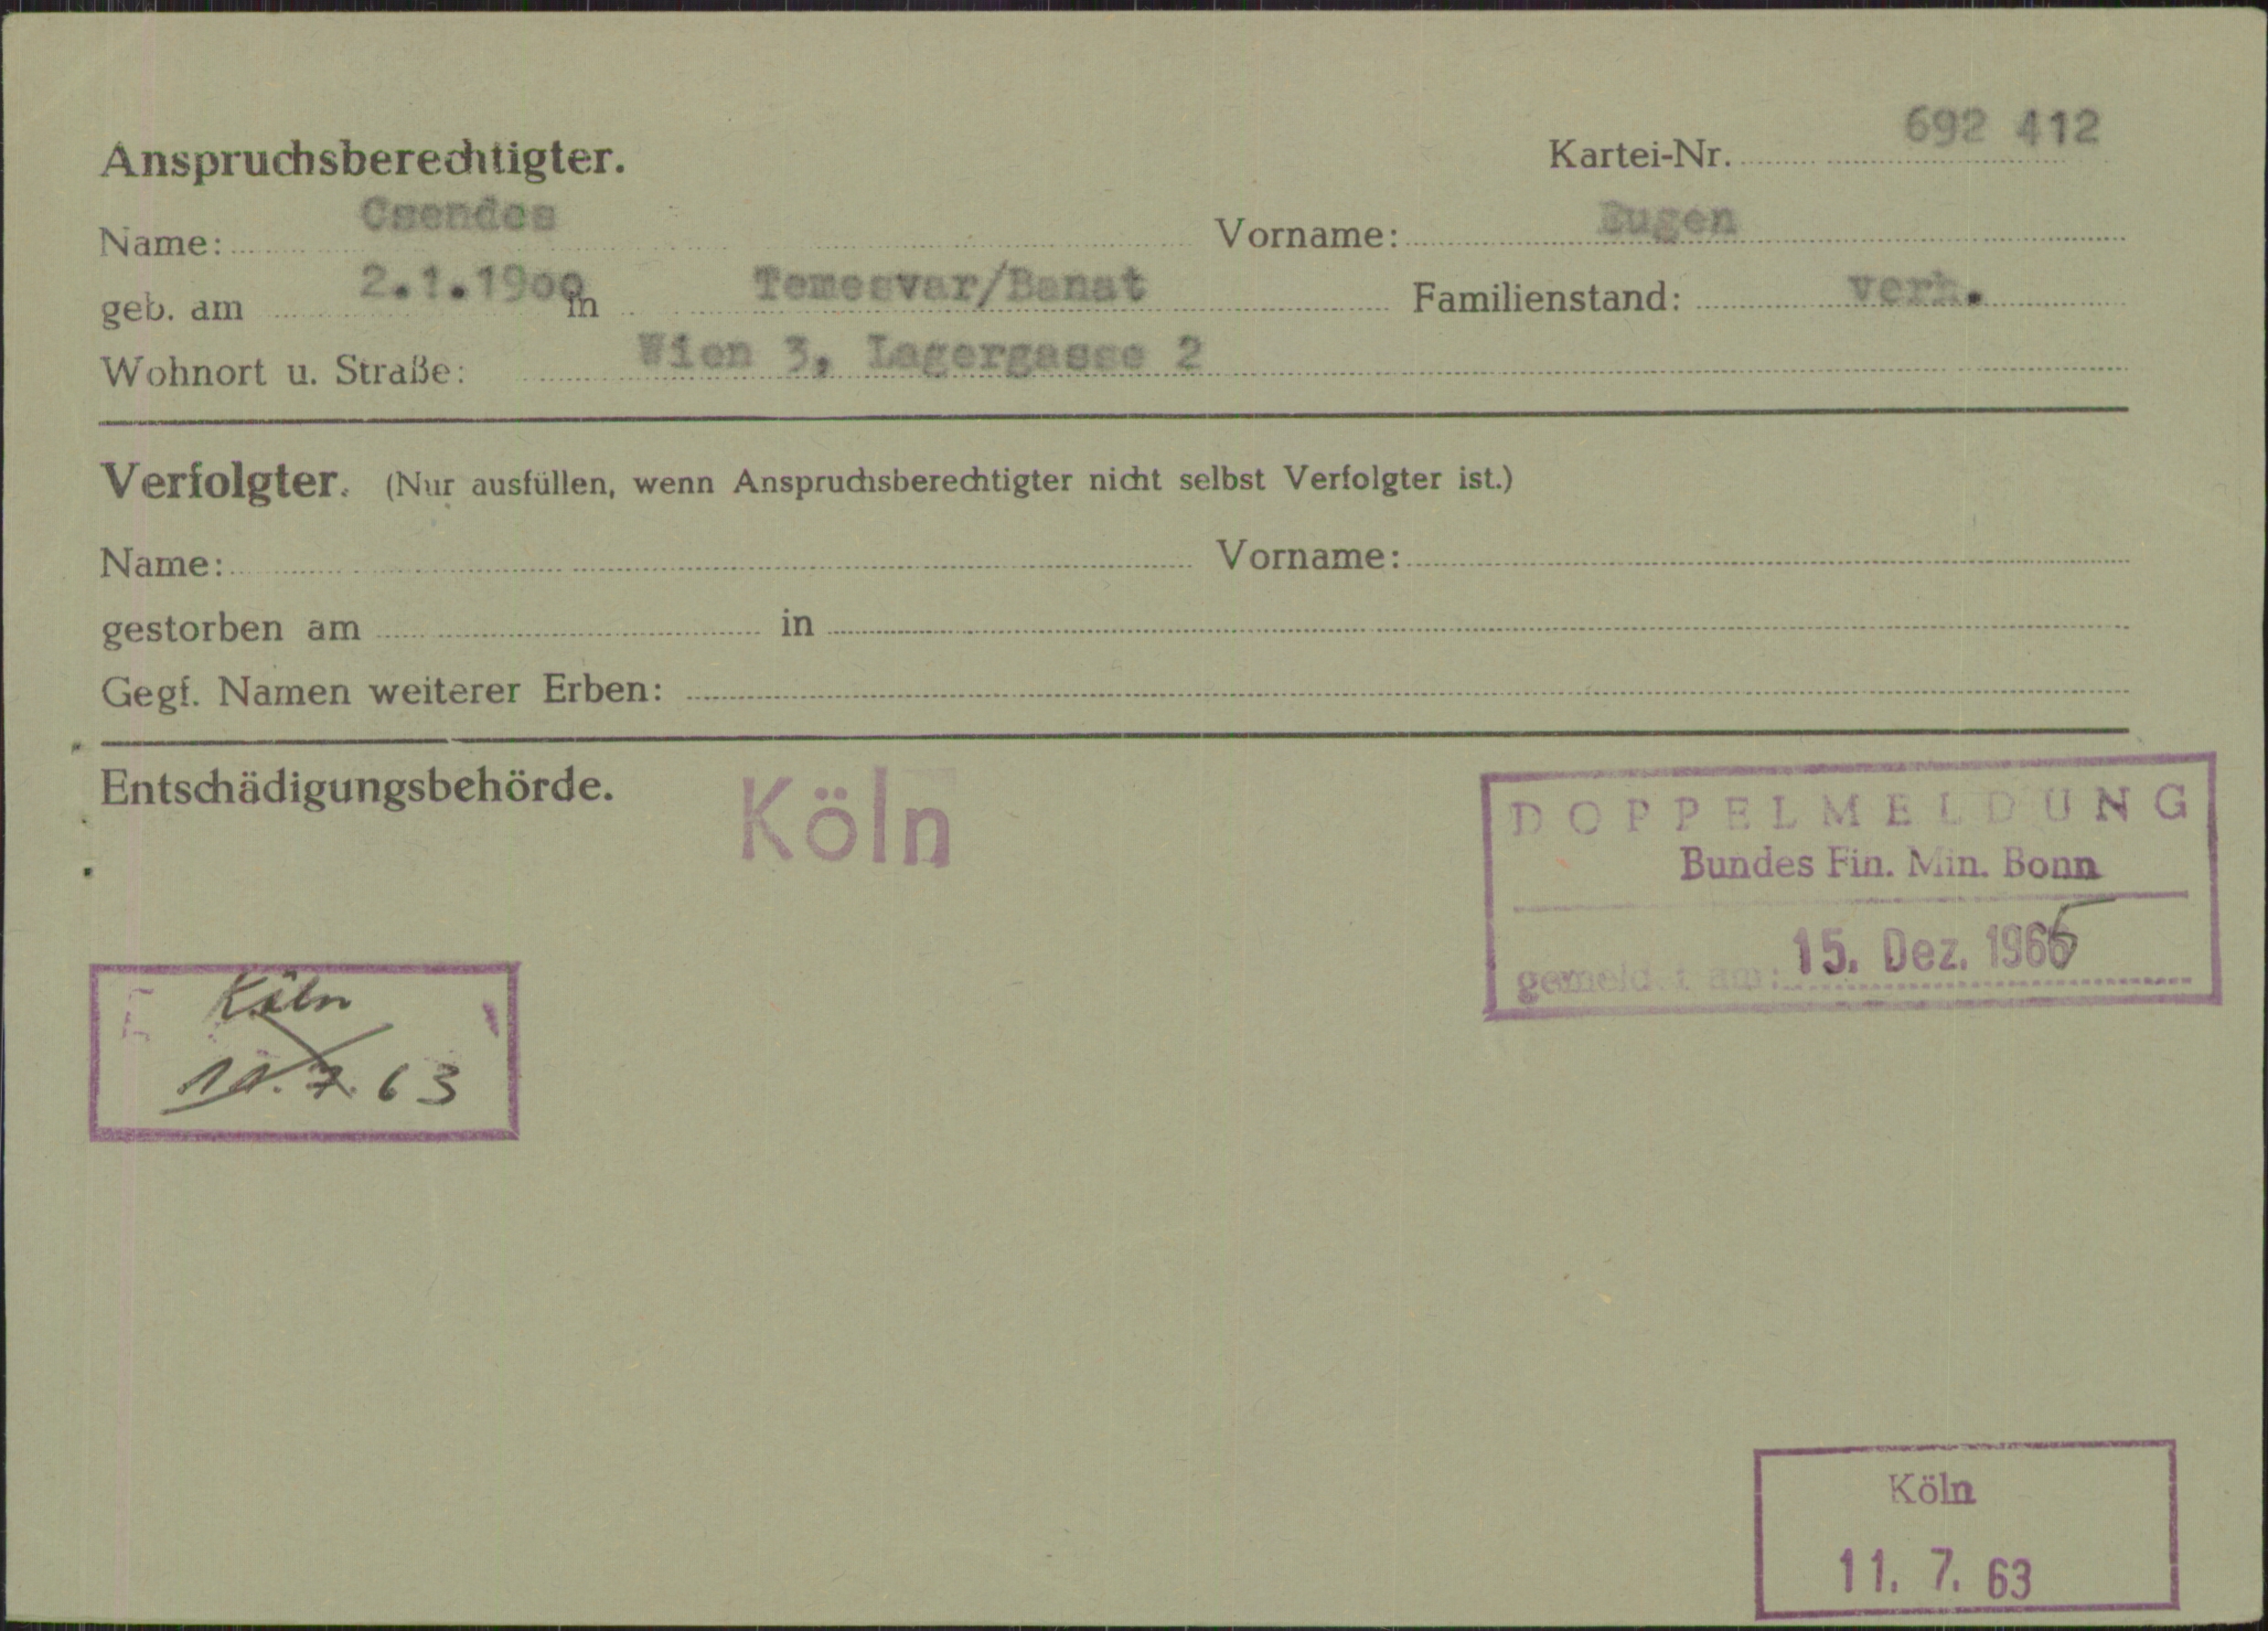 692 412
Anspruchsberechtigter. Kartei-Nr.
Name: Csendes Vorname: Eugen
geb. am 2.1.1900 in Temesvar/Banat Familienstand: verh.
Wohnort u. Straße: Wien 3, Lagergasse 2
Verfolgter. (Nur ausfüllen, wenn Anspruchsberechtigter nicht selbst Verfolgter ist.)
Name: Vorname:
gestorben am in
Gegf. Namen weiterer Erben:
Entschädigungsbehörde. Köln
DOPPELMELDUNG
Bundes Fin. Min. Bonn
gemeldet am: 15. Dez. 1965
Köln
11.7.63
Köln
11. 7. 63